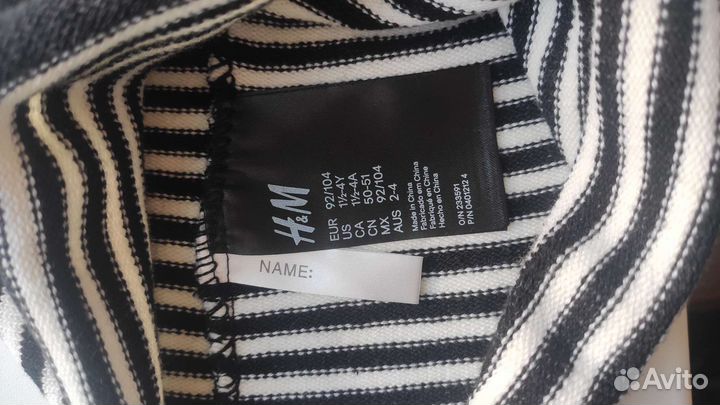 H&M
EUR 92/104
US 1½-4Y
CA 1½-4A
CN 50-51
MX 92/104
AUS 2-4
Made in China
Fabricado em China
Fabriqué en Chine
Hecho en China
O/N 233591
P/N 0401212 4
NAME:
Avito